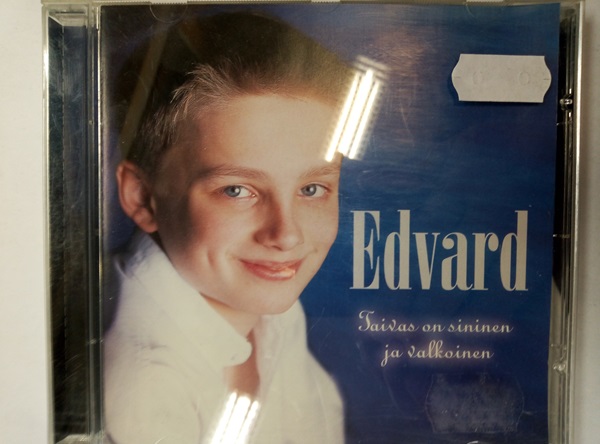 Edvard
Taivas on sininen
ja valkoinen